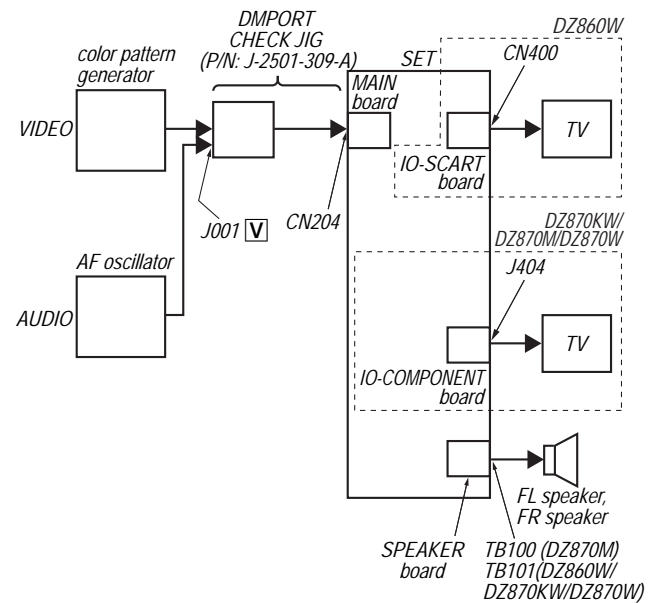 DMPORT
CHECK JIG
(P/N: J-2501-309-A)
color pattern
generator
VIDEO
AF oscillator
AUDIO
J001 V
CN204
SET
MAIN
board
DZ860W
CN400
TV
IO-SCART
board
DZ870KW/
DZ870M/DZ870W
J404
TV
IO-COMPONENT
board
FL speaker,
FR speaker
SPEAKER
board
TB100 (DZ870M)
TB101(DZ860W/
DZ870KW/DZ870W)